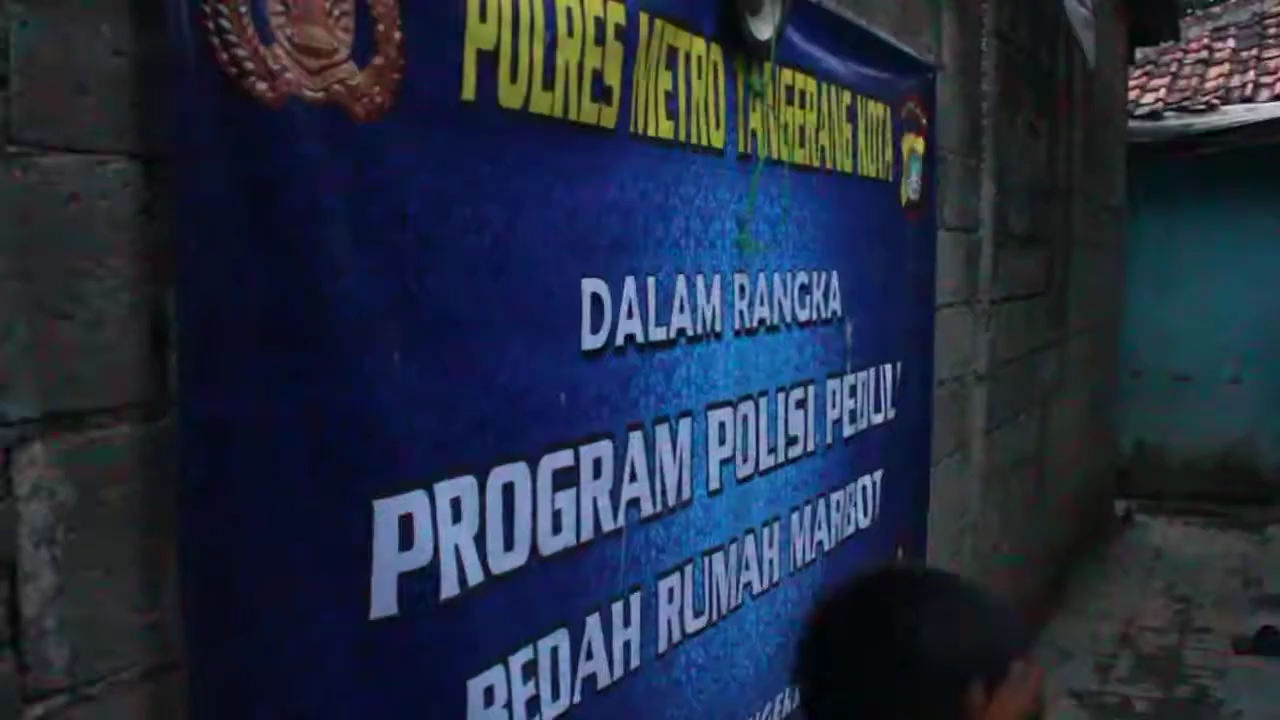 POLRES METRO TANGERANG KOTA
DALAM RANGKA
PROGRAM POLISI PEDULI
BEDAH RUMAH MARBOT